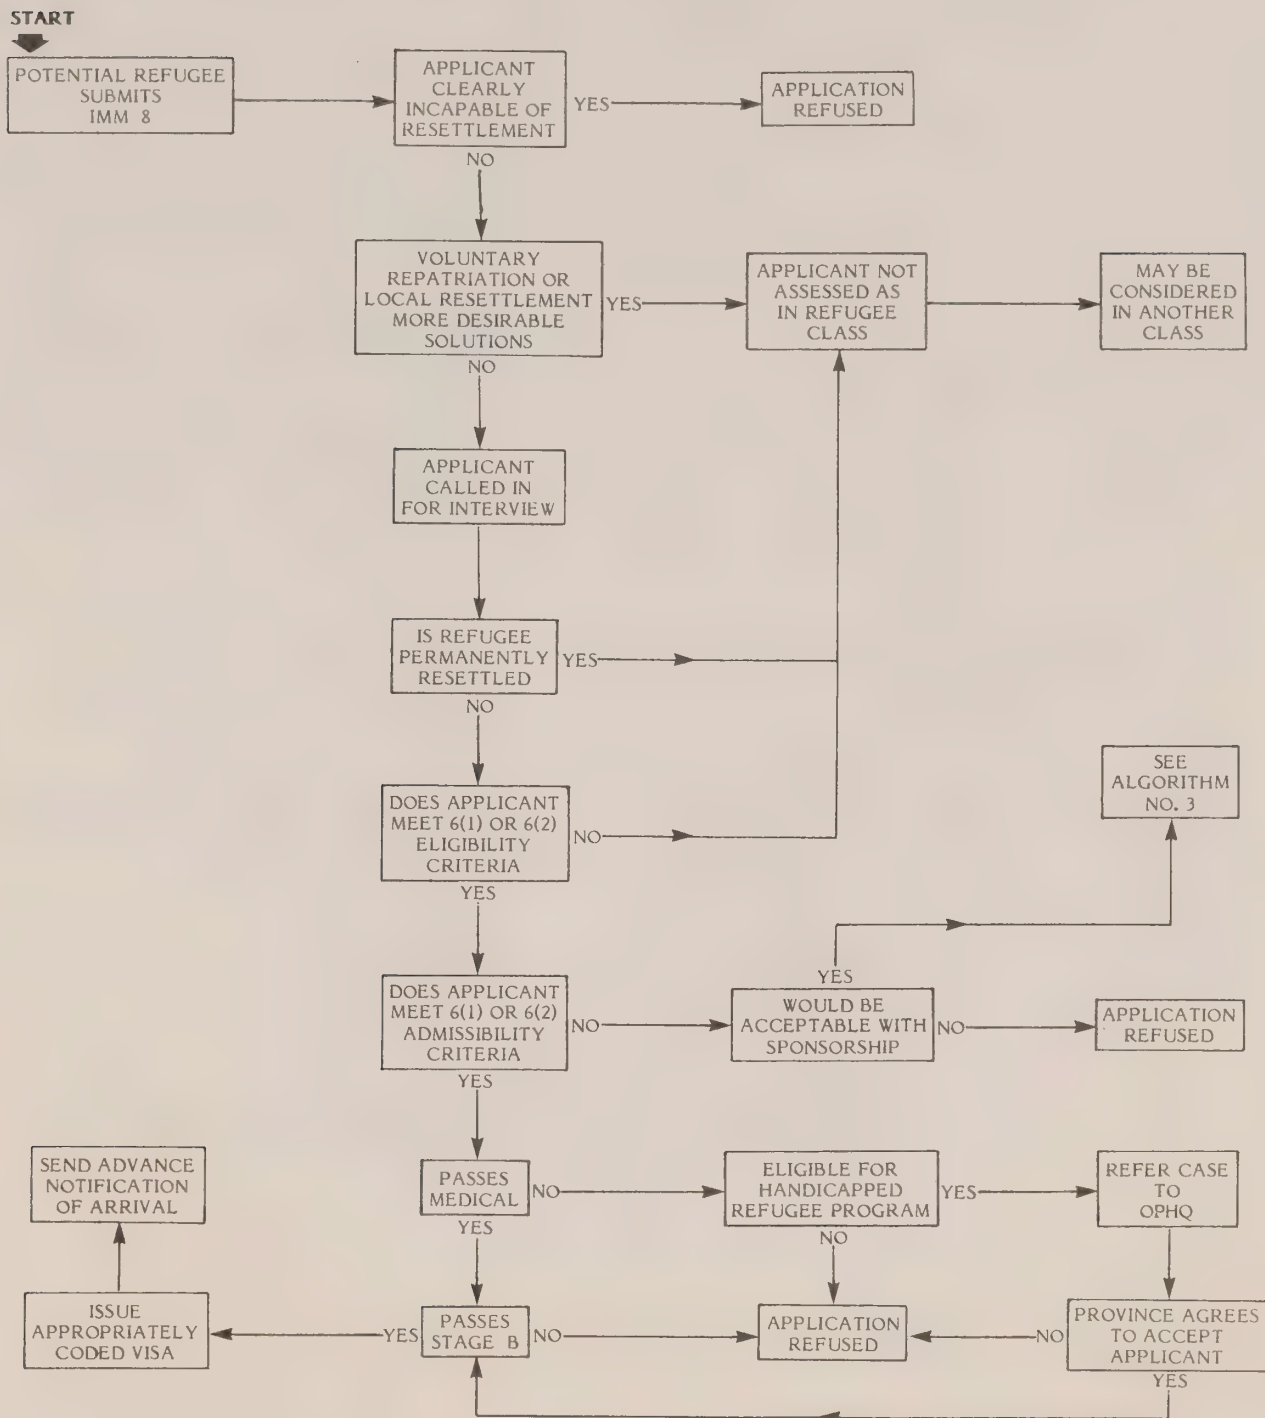 START
POTENTIAL REFUGEE
SUBMITS
IMM 8
APPLICANT
CLEARLY
INCAPABLE OF
RESETTLEMENT
YES
APPLICATION
REFUSED
NO
VOLUNTARY
REPATRIATION OR
LOCAL RESETTLEMENT
MORE DESIRABLE
SOLUTIONS
YES
APPLICANT NOT
ASSESSED AS
IN REFUGEE
CLASS
MAY BE
CONSIDERED
IN ANOTHER
CLASS
NO
APPLICANT
CALLED IN
FOR INTERVIEW
IS REFUGEE
PERMANENTLY
RESETTLED
YES
NO
DOES APPLICANT
MEET 6(1) OR 6(2)
ELIGIBILITY
CRITERIA
NO
SEE
ALGORITHM
NO. 3
YES
DOES APPLICANT
MEET 6(1) OR 6(2)
ADMISSIBILITY
CRITERIA
NO
YES
WOULD BE
ACCEPTABLE WITH
SPONSORSHIP
NO
APPLICATION
REFUSED
YES
PASSES
MEDICAL
NO
ELIGIBLE FOR
HANDICAPPED
REFUGEE PROGRAM
YES
REFER CASE
TO
OPHQ
SEND ADVANCE
NOTIFICATION
OF ARRIVAL
YES
NO
ISSUE
APPROPRIATELY
CODED VISA
YES
PASSES
STAGE B
NO
APPLICATION
REFUSED
NO
PROVINCE AGREES
TO ACCEPT
APPLICANT
YES